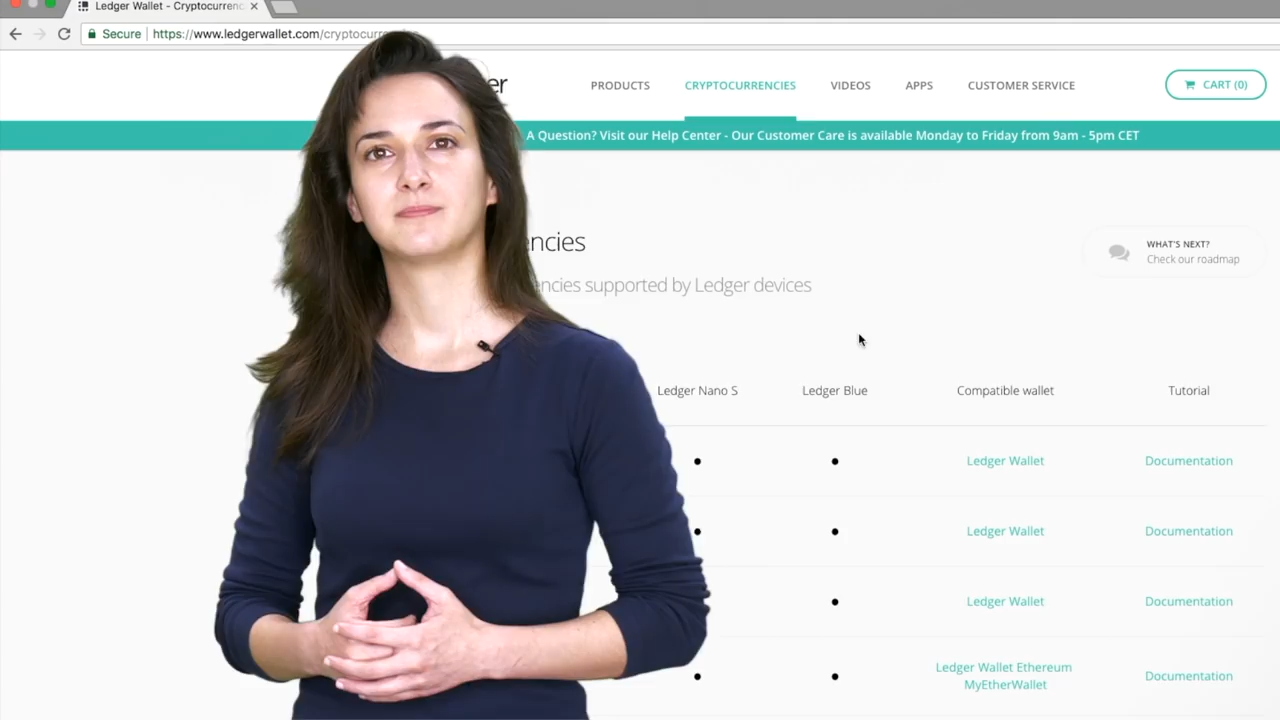 Ledger Wallet - Cryptocurrenc
Secure
https://www.ledgerwallet.com/cryptocurr
er
PRODUCTS
CRYPTOCURRENCIES
VIDEOS
APPS
CUSTOMER SERVICE
CART (0)
A Question? Visit our Help Center - Our Customer Care is available Monday to Friday from 9am - 5pm CET
encies
WHAT'S NEXT?
Check our roadmap
encies supported by Ledger devices
Ledger Nano S
Ledger Blue
Compatible wallet
Tutorial
Ledger Wallet
Documentation
Ledger Wallet
Documentation
Ledger Wallet
Documentation
Ledger Wallet Ethereum
MyEtherWallet
Documentation